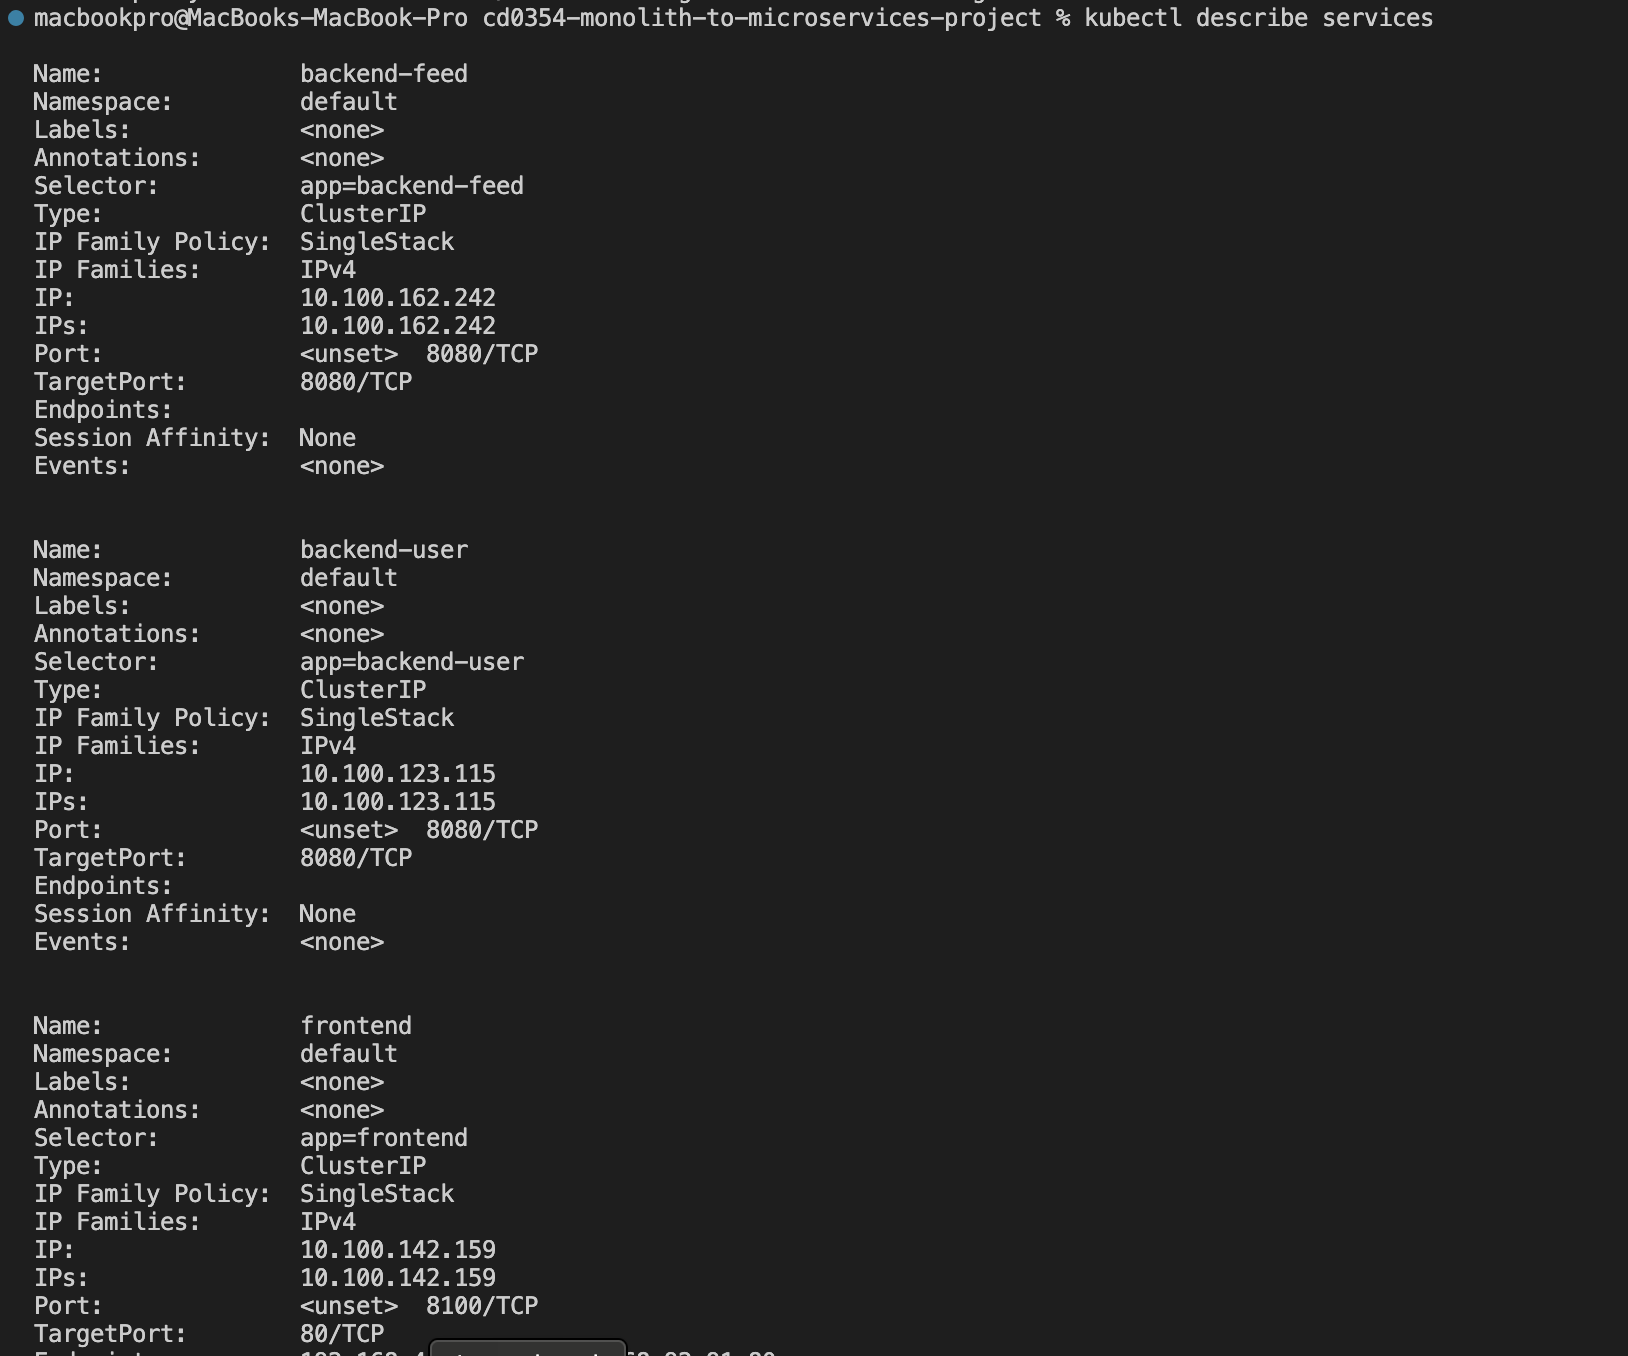 macbookpro@MacBooks-MacBook-Pro cd0354-monolith-to-microservices-project % kubectl describe services
Name: backend-feed
Namespace: default
Labels: <none>
Annotations: <none>
Selector: app=backend-feed
Type: ClusterIP
IP Family Policy: SingleStack
IP Families: IPv4
IP: 10.100.162.242
IPs: 10.100.162.242
Port: <unset> 8080/TCP
TargetPort: 8080/TCP
Endpoints:
Session Affinity: None
Events: <none>
Name: backend-user
Namespace: default
Labels: <none>
Annotations: <none>
Selector: app=backend-user
Type: ClusterIP
IP Family Policy: SingleStack
IP Families: IPv4
IP: 10.100.123.115
IPs: 10.100.123.115
Port: <unset> 8080/TCP
TargetPort: 8080/TCP
Endpoints:
Session Affinity: None
Events: <none>
Name: frontend
Namespace: default
Labels: <none>
Annotations: <none>
Selector: app=frontend
Type: ClusterIP
IP Family Policy: SingleStack
IP Families: IPv4
IP: 10.100.142.159
IPs: 10.100.142.159
Port: <unset> 8100/TCP
TargetPort: 80/TCP